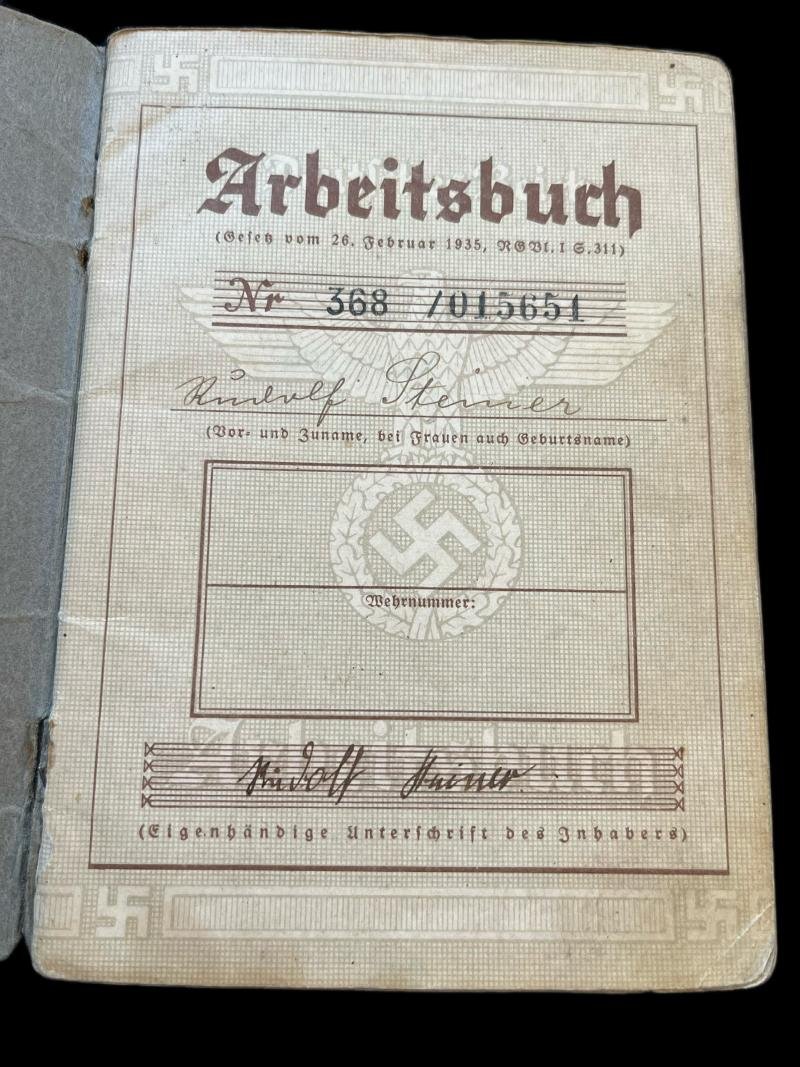 Arbeitsbuch
(Gesetz vom 26. Februar 1935, RGBl. I S. 311)
Nr 368 /015651
Rudolf Steiner
(Vor- und Zuname, bei Frauen auch Geburtsname)
Wehrnummer:
Arbeitsbuch
Rudolf Steiner
(Eigenhändige Unterschrift des Inhabers)